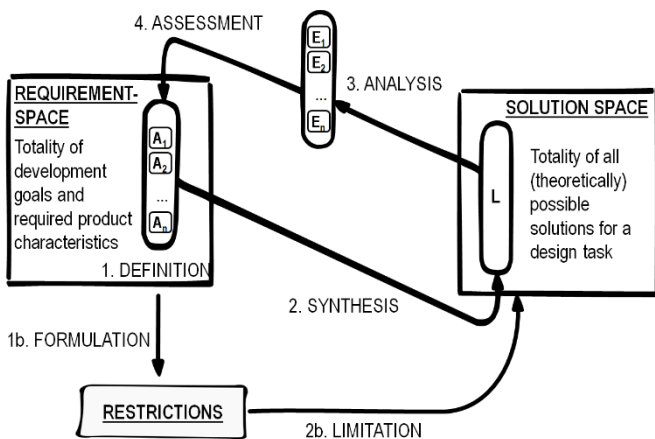 4. ASSESSMENT
E1
E2
...
En
3. ANALYSIS
REQUIREMENT-
SPACE
Totality of
development
goals and
required product
characteristics
A1
A2
...
An
1. DEFINITION
SOLUTION SPACE
Totality of all
(theoretically)
possible
solutions for a
design task
L
2. SYNTHESIS
1b. FORMULATION
RESTRICTIONS
2b. LIMITATION